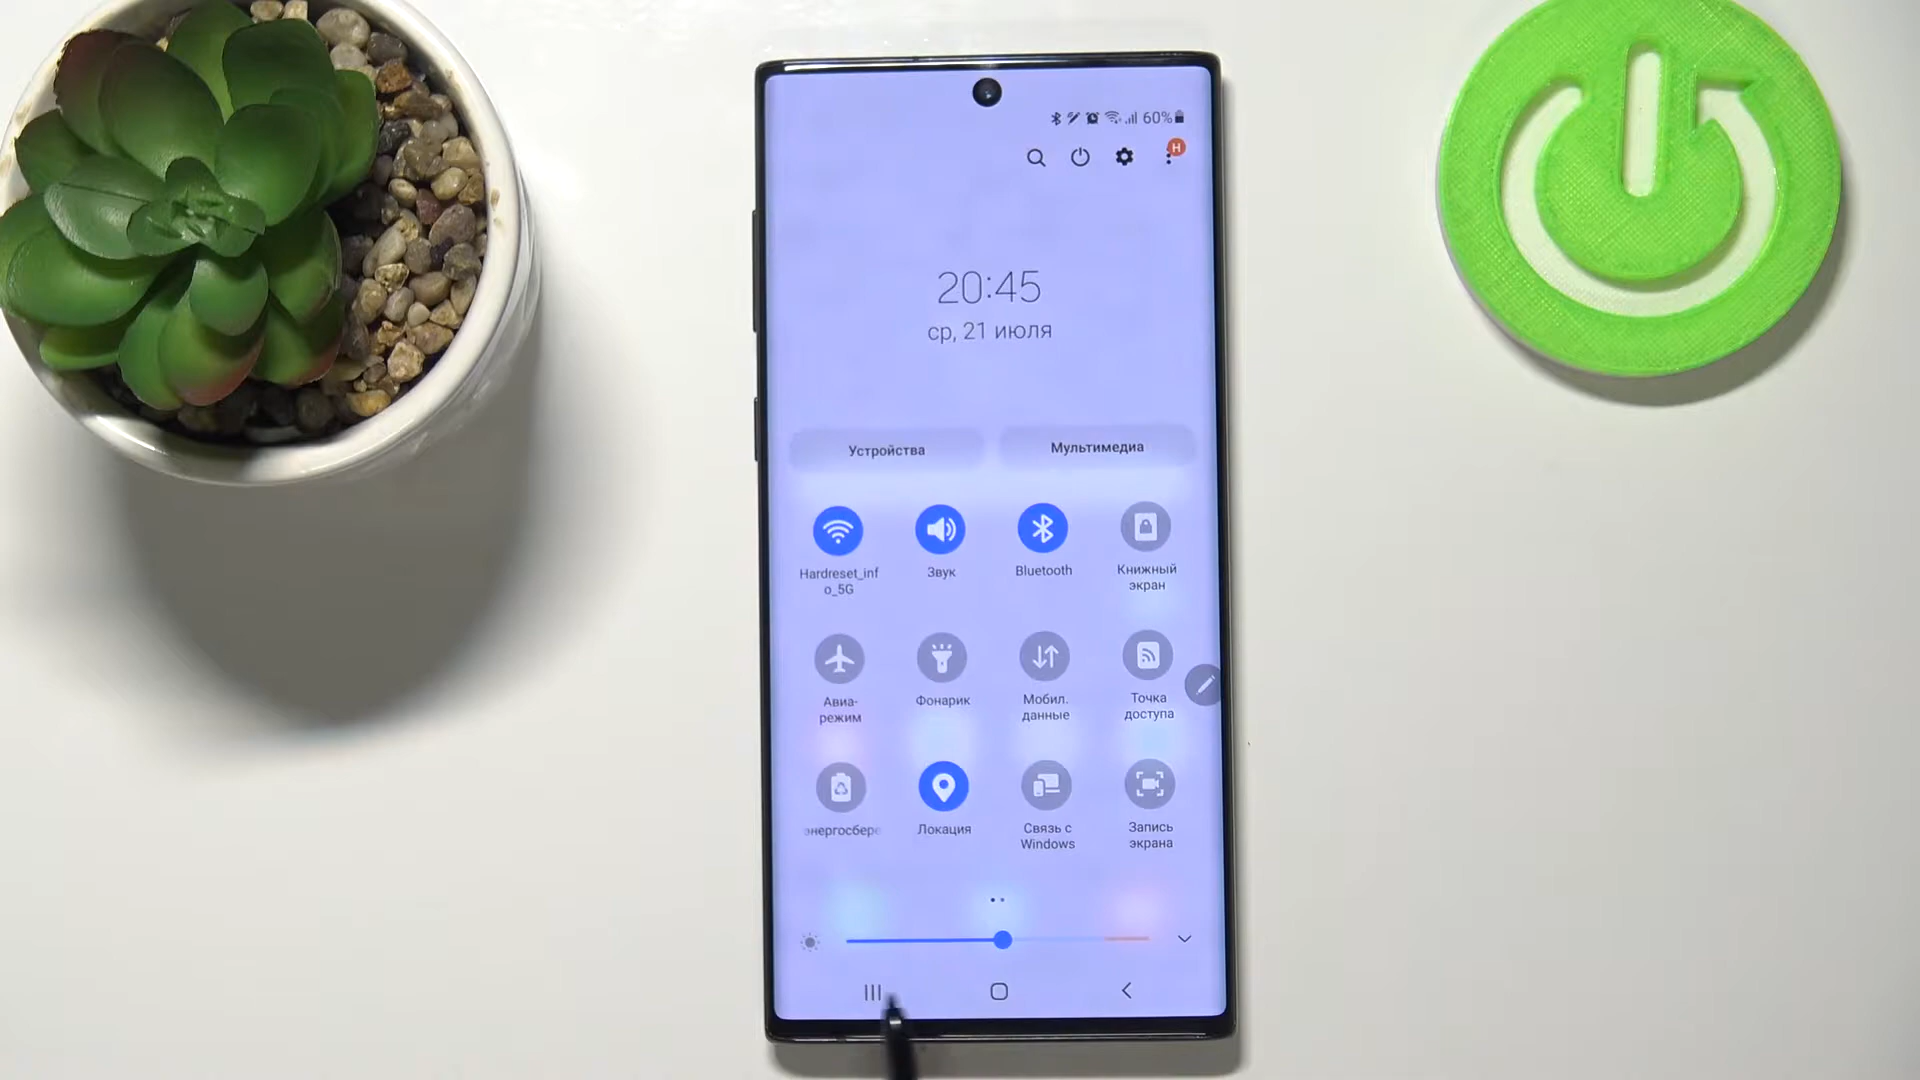 60%
H
20:45
ср, 21 июля
Устройства
Мультимедиа
Hardreset_inf
o_5G
Звук
Bluetooth
Книжный
экран
Авиа-
режим
Фонарик
Мобил.
данные
Точка
доступа
энергосбере
Локация
Связь с
Windows
Запись
экрана